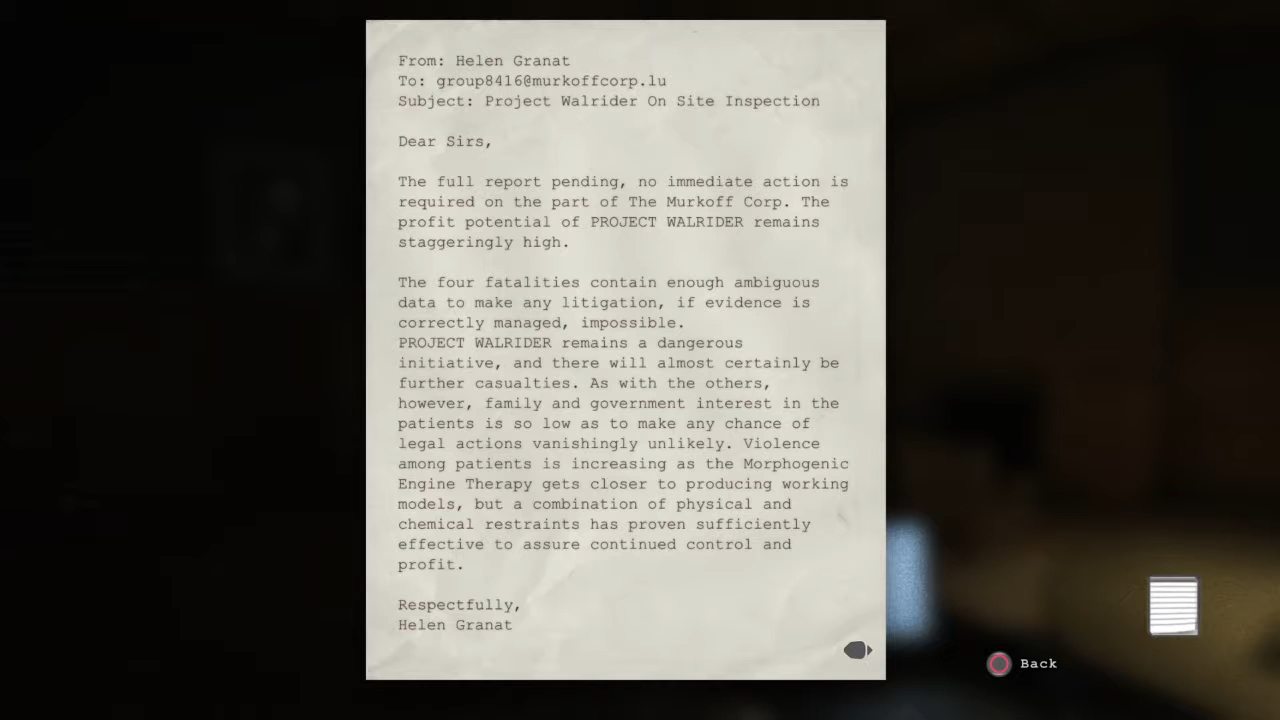 From: Helen Granat
To: group8416@murkoffcorp.lu
Subject: Project Walrider On Site Inspection
Dear Sirs,
The full report pending, no immediate action is
required on the part of The Murkoff Corp. The
profit potential of PROJECT WALRIDER remains
staggeringly high.
The four fatalities contain enough ambiguous
data to make any litigation, if evidence is
correctly managed, impossible.
PROJECT WALRIDER remains a dangerous
initiative, and there will almost certainly be
further casualties. As with the others,
however, family and government interest in the
patients is so low as to make any chance of
legal actions vanishingly unlikely. Violence
among patients is increasing as the Morphogenic
Engine Therapy gets closer to producing working
models, but a combination of physical and
chemical restraints has proven sufficiently
effective to assure continued control and
profit.
Respectfully,
Helen Granat
Back